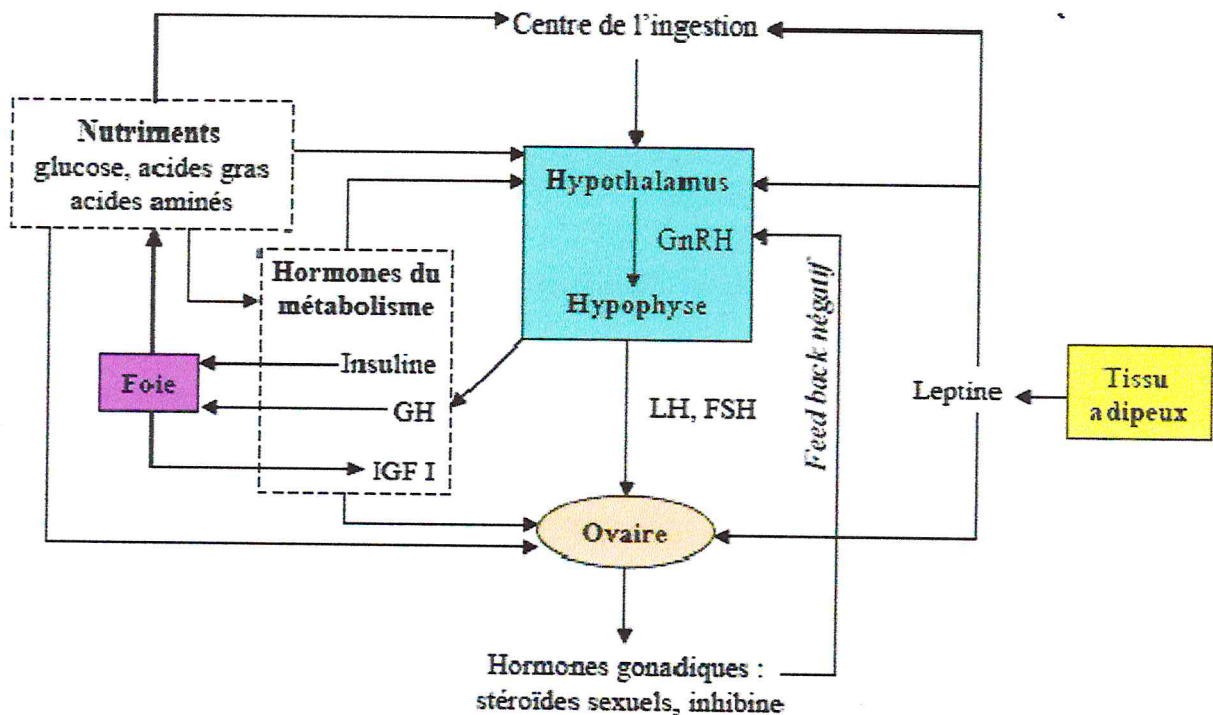 Centre de l'ingestion
Nutriments
glucose, acides gras
acides aminés
Hypothalamus
GnRH
Hypophyse
Hormones du
métabolisme
Insuline
GH
IGF I
Foie
LH, FSH
Feed back négatif
Leptine
Tissu
adipeux
Ovaire
Hormones gonadiques :
stéroïdes sexuels, inhibine